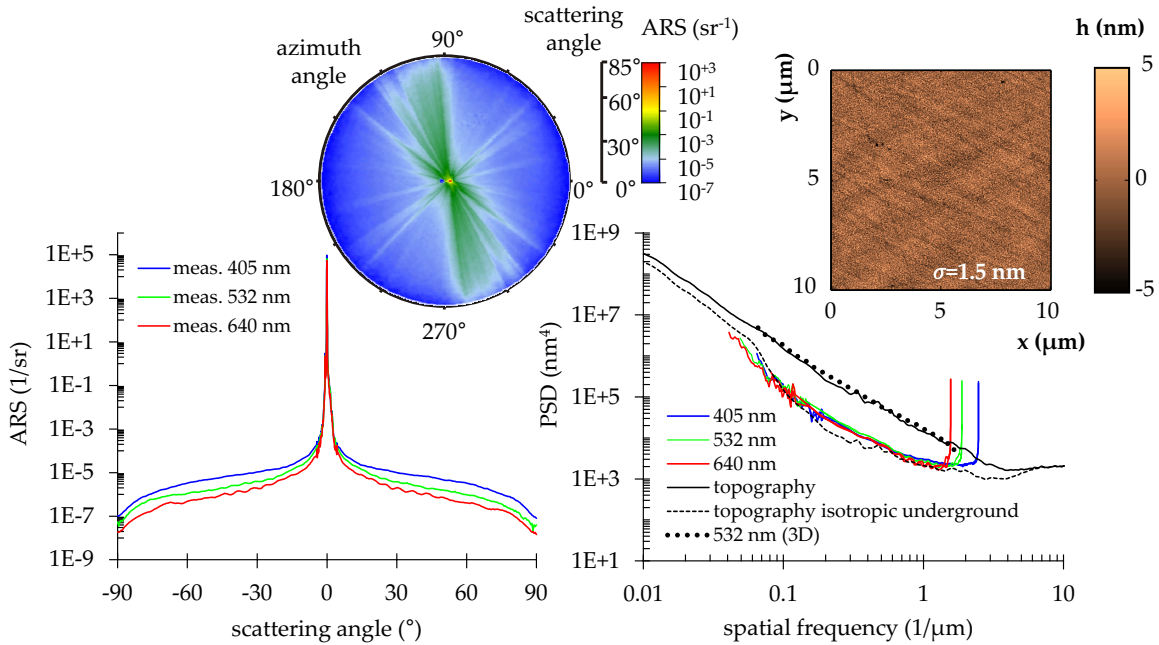 azimuth
angle
90°
180°
0°
270°
scattering
angle
85°
60°
30°
0°
ARS (sr-1)
10+3
10+1
10-1
10-3
10-5
10-7
y (µm)
0
5
10
σ=1.5 nm
0
5
10
x (µm)
h (nm)
5
0
-5
ARS (1/sr)
1E+5
1E+3
1E+1
1E-1
1E-3
1E-5
1E-7
1E-9
meas. 405 nm
meas. 532 nm
meas. 640 nm
-90
-60
-30
0
30
60
90
scattering angle (°)
PSD (nm4)
1E+9
1E+7
1E+5
1E+3
1E+1
405 nm
532 nm
640 nm
topography
topography isotropic underground
532 nm (3D)
0.01
0.1
1
10
spatial frequency (1/µm)